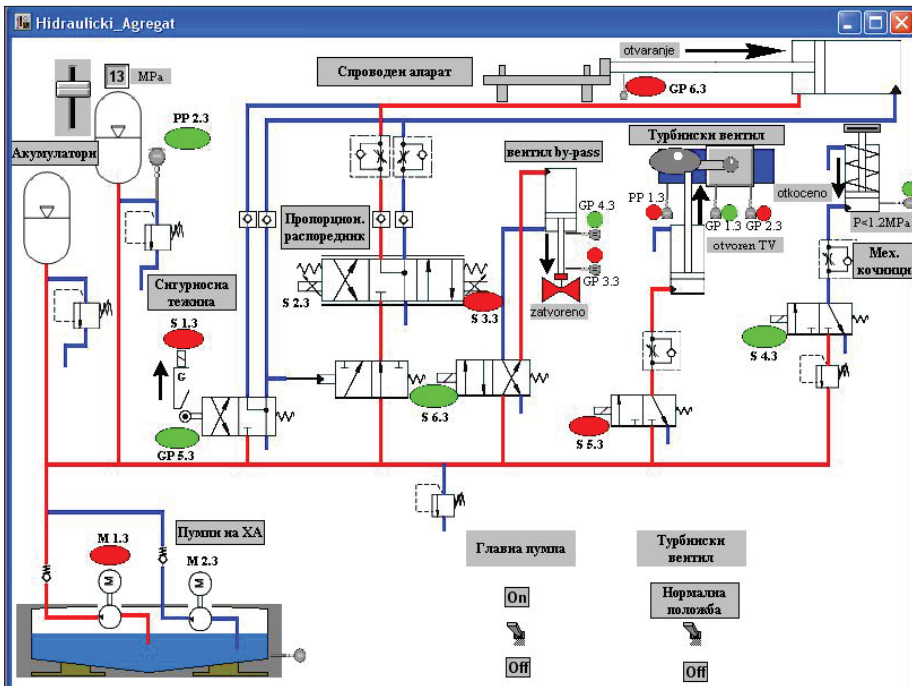 Hidraulicki_Agregat
otvaranje
Спроводен апарат
GP 6.3
13 MPa
PP 2.3
Акумулатори
Турбински вентил
вентил by-pass
otkoceno
PP 1.3
GP 4.3
GP 1.3
GP 2.3
P<1.2MPa
Пропорцион.
распоредник
otvoren TV
Мех.
кочници
GP 3.3
Сигурносна
тежина
S 2.3
S 3.3
zatvoreno
S 1.3
S 4.3
G
S 6.3
S 5.3
GP 5.3
Пумпи на ХА
M 1.3
M 2.3
M
M
Главна пумпа
Турбински
вентил
On
Нормална
положба
Off
Off